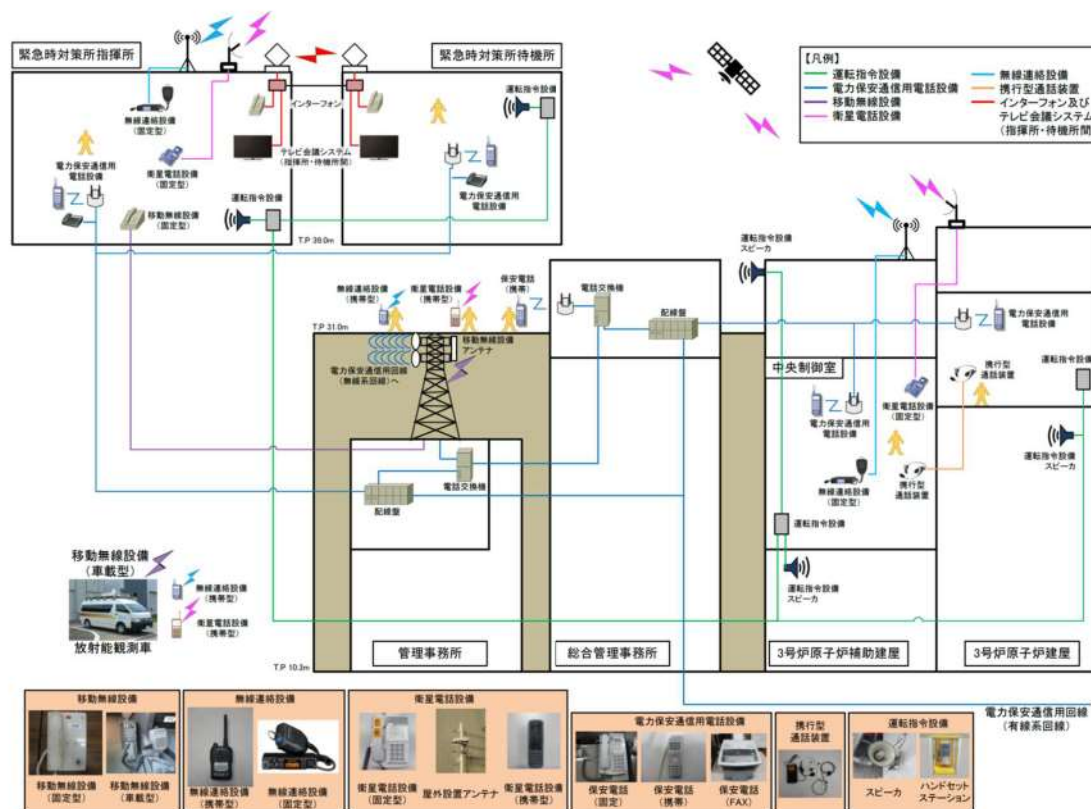 緊急時対策所指揮所
緊急時対策所待機所
【凡例】
運転指令設備
電力保安通信用電話設備
移動無線設備
衛星電話設備
無線連絡設備
携行型通話装置
インターフォン及び
テレビ会議システム
(指揮所・待機所間)
無線連絡設備
(固定型)
インターフォン
運転指令設備
電力保安通信用
電話設備
衛星電話設備
(固定型)
テレビ会議システム
(指揮所・待機所間)
移動無線設備
(固定型)
運転指令設備
電力保安通信用
電話設備
T.P 39.0m
運転指令設備
スピーカ
無線連絡設備
(携帯型)
衛星電話設備
(携帯型)
保安電話
(携帯)
電話交換機
配線盤
T.P 31.0m
移動無線設備
アンテナ
電力保安通信用回線
(無線系回線)へ
中央制御室
電力保安通信用
電話設備
携行型
通話装置
運転指令設備
衛星電話設備
(固定型)
電力保安通信用
電話設備
運転指令設備
スピーカ
無線連絡設備
(固定型)
携行型
通話装置
電話交換機
配線盤
運転指令設備
運転指令設備
スピーカ
移動無線設備
(車載型)
無線連絡設備
(携帯型)
衛星電話設備
(携帯型)
放射能観測車
T.P 10.3m
管理事務所
総合管理事務所
3号炉原子炉補助建屋
3号炉原子炉建屋
電力保安通信用回線
(有線系回線)
移動無線設備
移動無線設備
(固定型)
移動無線設備
(車載型)
無線連絡設備
無線連絡設備
(携帯型)
無線連絡設備
(固定型)
衛星電話設備
衛星電話設備
(固定型)
屋外設置アンテナ
衛星電話設備
(携帯型)
電力保安通信用電話設備
保安電話
(固定)
保安電話
(携帯)
保安電話
(FAX)
携行型
通話装置
運転指令設備
スピーカ
ハンドセット
ステーション